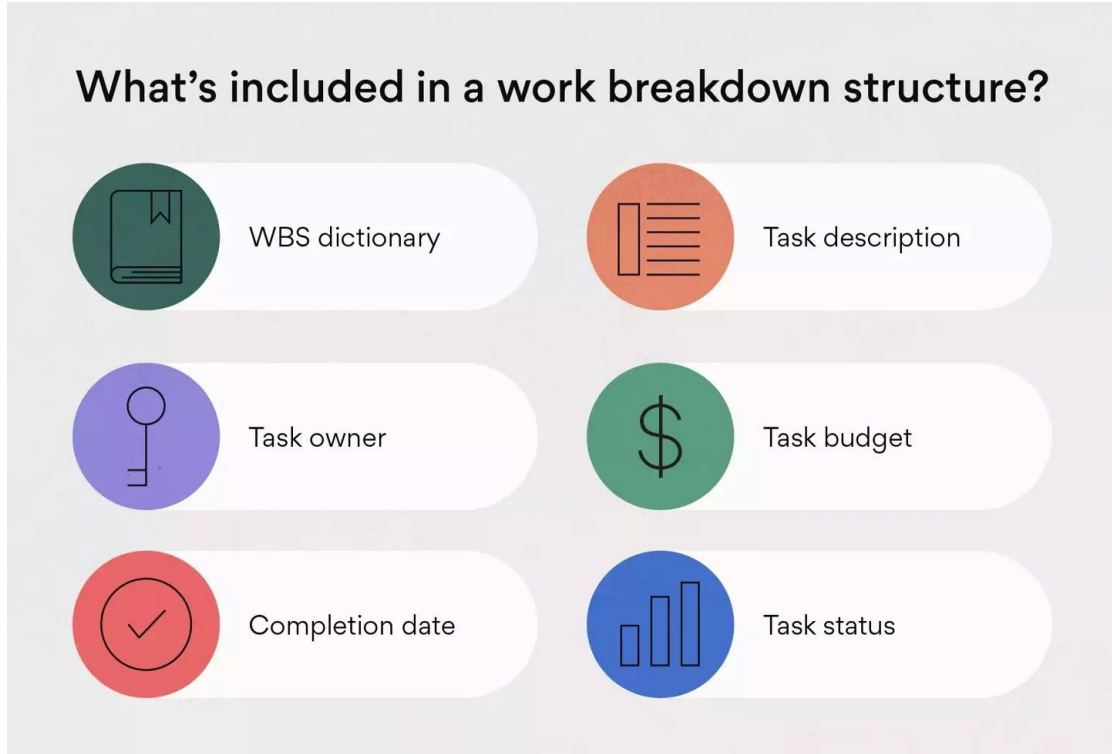 What's included in a work breakdown structure?
WBS dictionary
Task description
Task owner
$
Task budget
Completion date
Task status